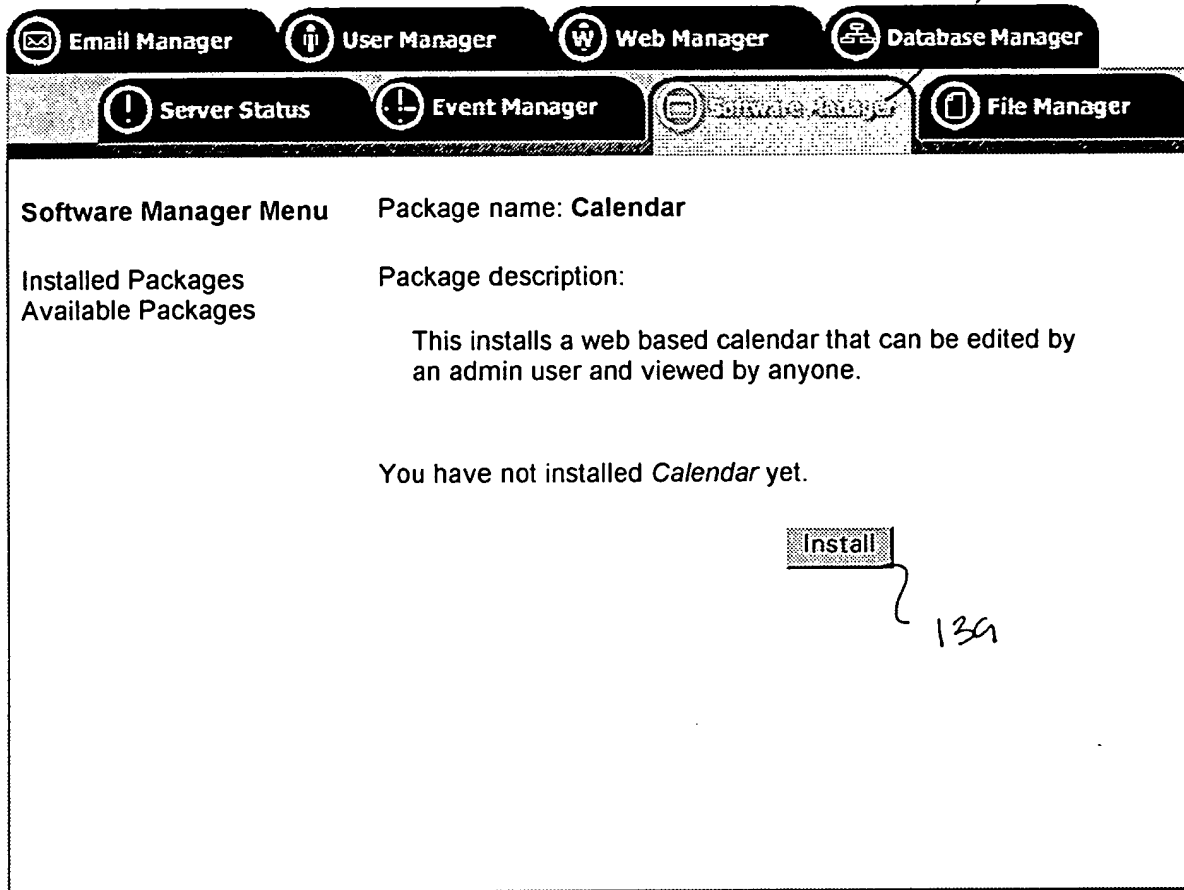 Email Manager User Manager Web Manager Database Manager
Server Status Event Manager Software Manager File Manager
Software Manager Menu
Installed Packages
Available Packages
Package name: Calendar
Package description:
This installs a web based calendar that can be edited by
an admin user and viewed by anyone.
You have not installed Calendar yet.
Install
139